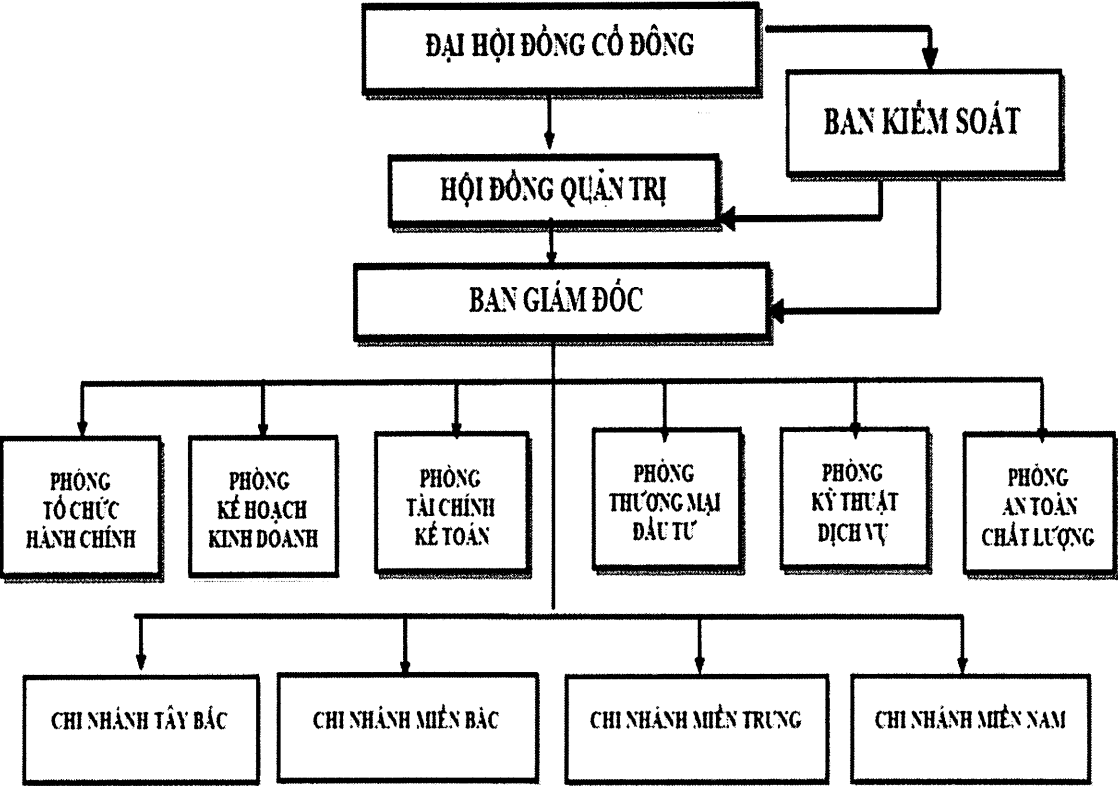 ĐẠI HỘI ĐỒNG CỔ ĐÔNG
BAN KIỂM SOÁT
HỘI ĐỒNG QUẢN TRỊ
BAN GIÁM ĐỐC
PHÒNG
TỔ CHỨC
HÀNH CHÍNH
PHÒNG
KẾ HOẠCH
KINH DOANH
PHÒNG
TÀI CHÍNH
KẾ TOÁN
PHÒNG
THƯƠNG MẠI
ĐẦU TƯ
PHÒNG
KỸ THUẬT
DỊCH VỤ
PHÒNG
AN TOÀN
CHẤT LƯỢNG
CHI NHÁNH TÂY BẮC
CHI NHÁNH MIỀN BẮC
CHI NHÁNH MIỀN TRUNG
CHI NHÁNH MIỀN NAM